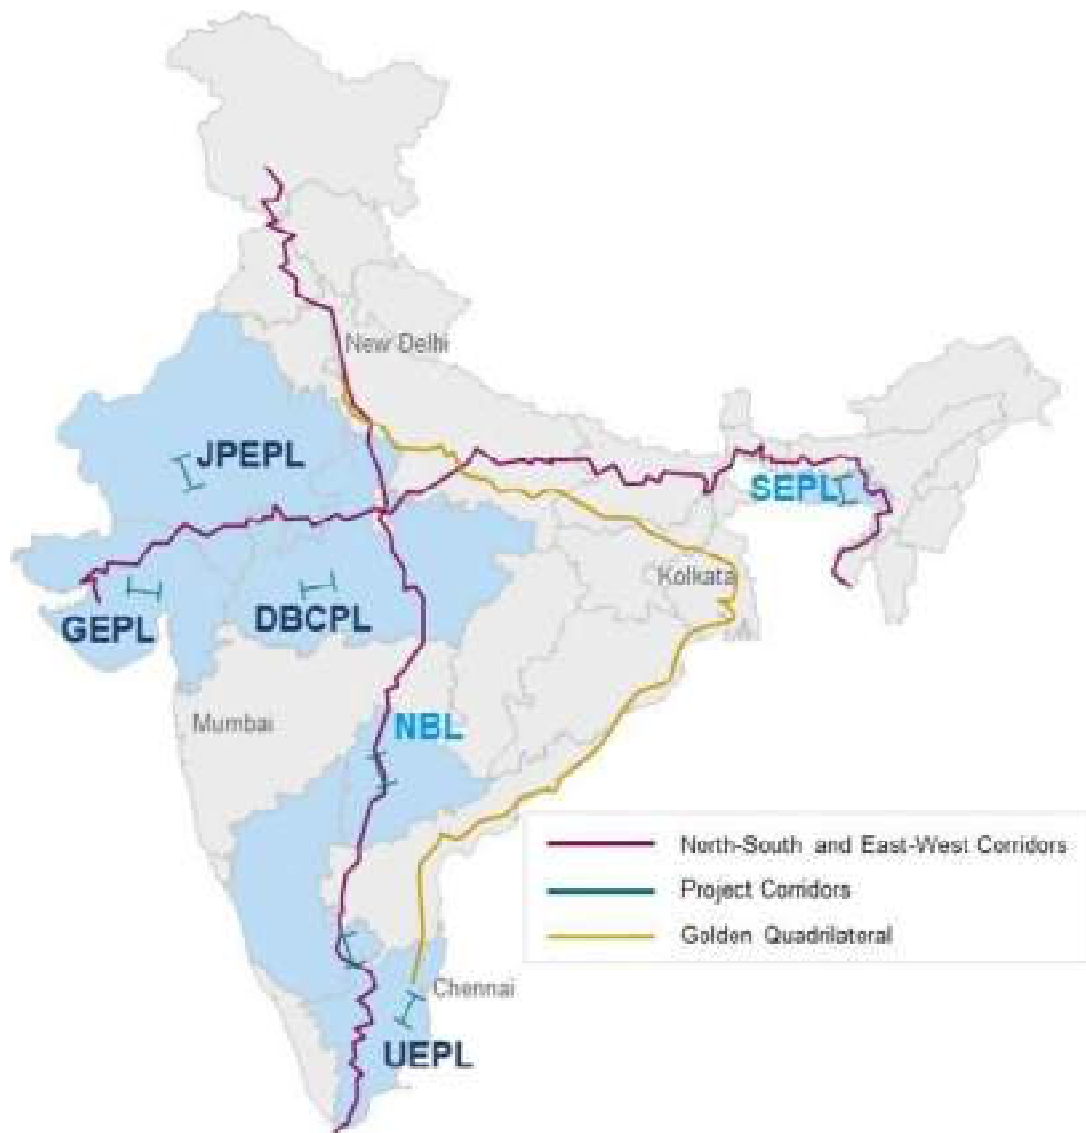 New Delhi
JPEPL
SEPL
Kolkata
GEPL
DBCPL
Mumbai
NBL
North-South and East-West Corridors
Project Corridors
Golden Quadrilateral
Chennai
UEPL